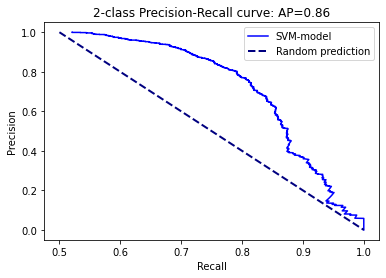 2-class Precision-Recall curve: AP=0.86
SVM-model
Random prediction
Precision
1.0
0.8
0.6
0.4
0.2
0.0
0.5 0.6 0.7 0.8 0.9 1.0
Recall